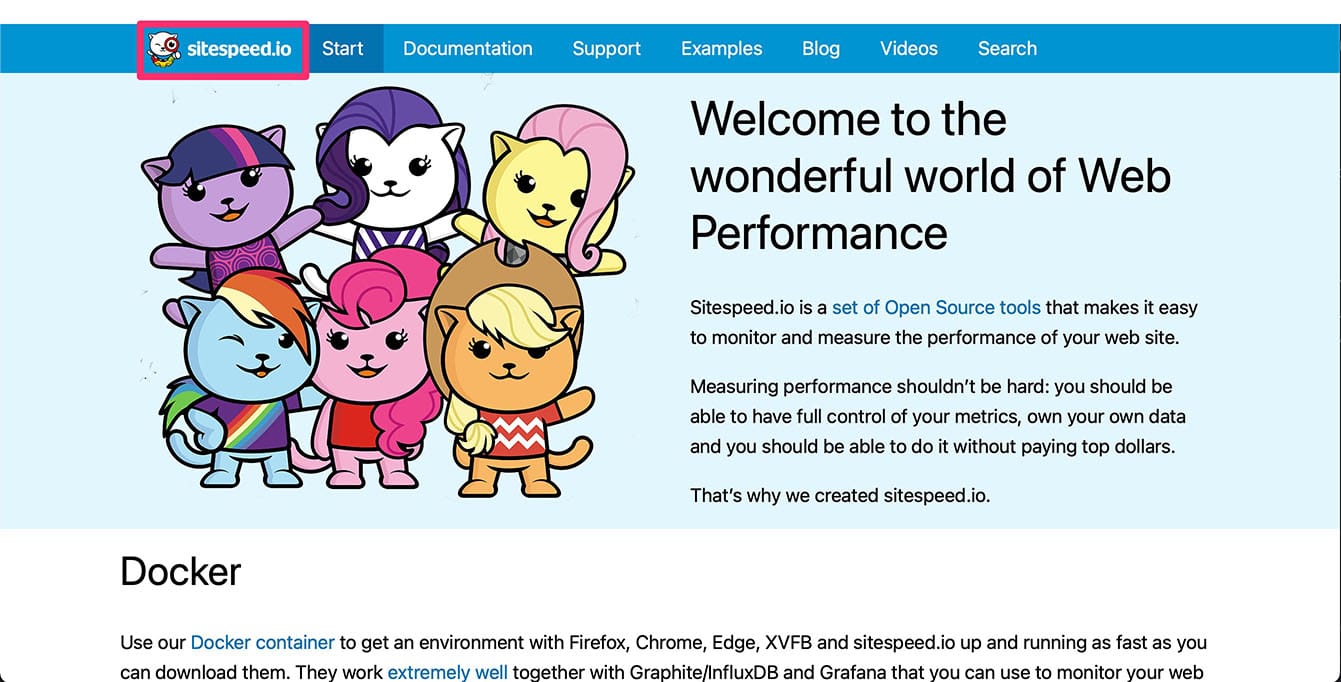 sitespeed.io Start Documentation Support Examples Blog Videos Search
Welcome to the
wonderful world of Web
Performance
Sitespeed.io is a set of Open Source tools that makes it easy
to monitor and measure the performance of your web site.
Measuring performance shouldn’t be hard: you should be
able to have full control of your metrics, own your own data
and you should be able to do it without paying top dollars.
That’s why we created sitespeed.io.
Docker
Use our Docker container to get an environment with Firefox, Chrome, Edge, XVFB and sitespeed.io up and running as fast as you
can download them. They work extremely well together with Graphite/InfluxDB and Grafana that you can use to monitor your web